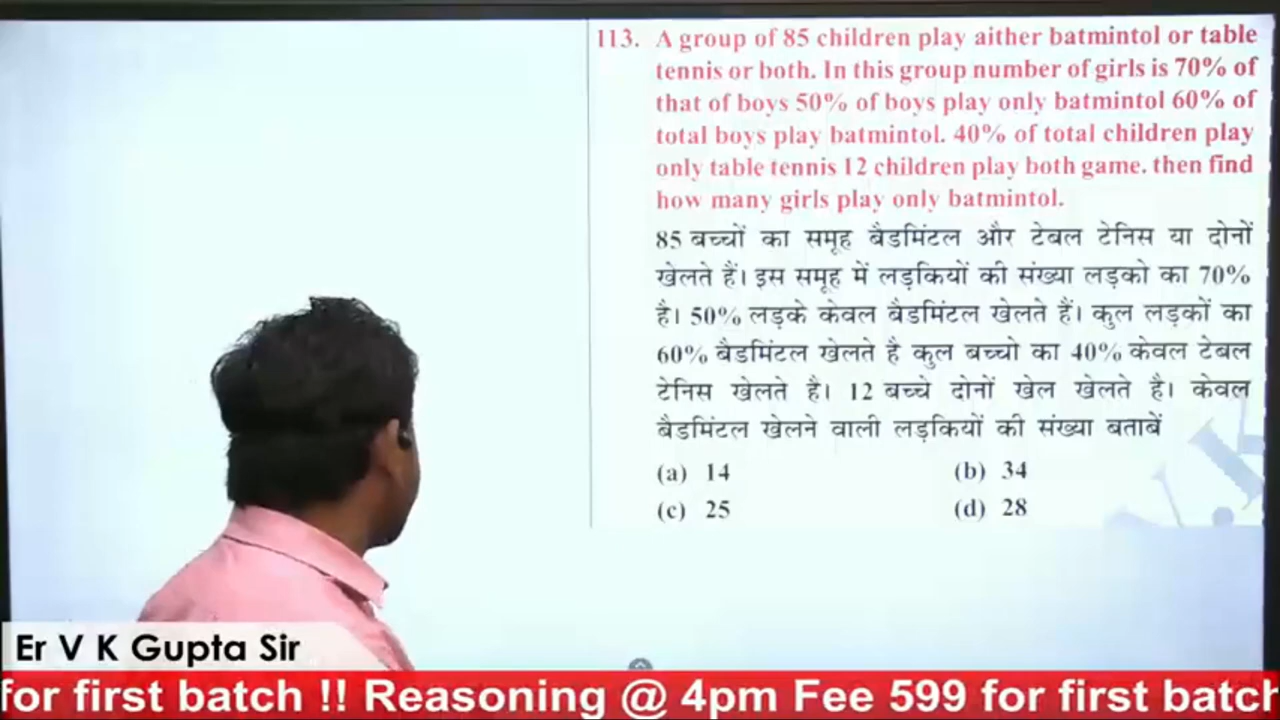 113. A group of 85 children play aither batmintol or table
tennis or both. In this group number of girls is 70% of
that of boys 50% of boys play only batmintol 60% of
total boys play batmintol. 40% of total children play
only table tennis 12 children play both game. then find
how many girls play only batmintol.
85 बच्चों का समूह बैडमिंटल और टेबल टेनिस या दोनों
खेलते हैं। इस समूह में लड़कियों की संख्या लड़को का 70%
है। 50% लड़के केवल बैडमिंटल खेलते हैं। कुल लड़कों का
60% बैडमिंटल खेलते है कुल बच्चो का 40% केवल टेबल
टेनिस खेलते है। 12 बच्चे दोनों खेल खेलते है। केवल
बैडमिंटल खेलने वाली लड़कियों की संख्या बताबें
(a) 14 (b) 34
(c) 25 (d) 28
Er V K Gupta Sir
for first batch !! Reasoning @ 4pm Fee 599 for first batch